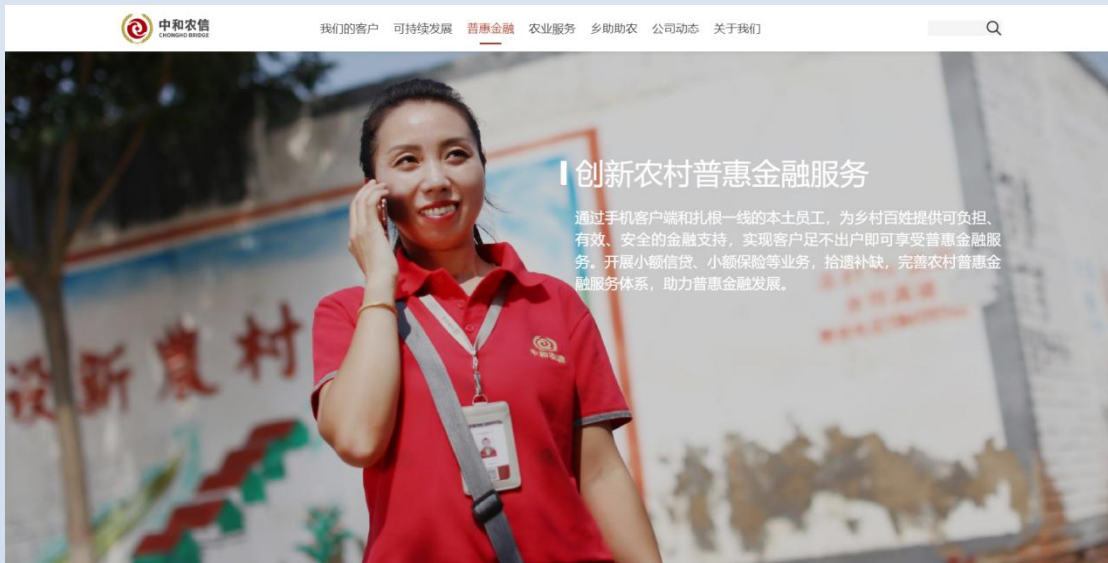 中和农信
CHONGHO BRIDGE
我们的客户 可持续发展 普惠金融 农业服务 乡助助农 公司动态 关于我们
创新农村普惠金融服务
通过手机客户端和扎根一线的本土员工，为乡村百姓提供可负担、
有效、安全的金融支持，实现客户足不出户即可享受普惠金融服
务。开展小额信贷、小额保险等业务，拾遗补缺，完善农村普惠金
融服务体系，助力普惠金融发展。
设新農村
中和农信